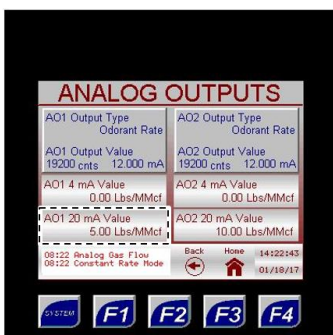 ANALOG OUTPUTS
AO1 Output Type
Odorant Rate
AO1 Output Value
19200 cnts 12.000 mA
AO2 Output Type
Odorant Rate
AO2 Output Value
19200 cnts 12.000 mA
AO1 4 mA Value
0.00 Lbs/MMcf
AO2 4 mA Value
0.00 Lbs/MMcf
AO1 20 mA Value
5.00 Lbs/MMcf
AO2 20 mA Value
10.00 Lbs/MMcf
08:22 Analog Gas Flow
08:22 Constant Rate Mode
Back Home 14:22:43
01/18/17
SYSTEM F1 F2 F3 F4